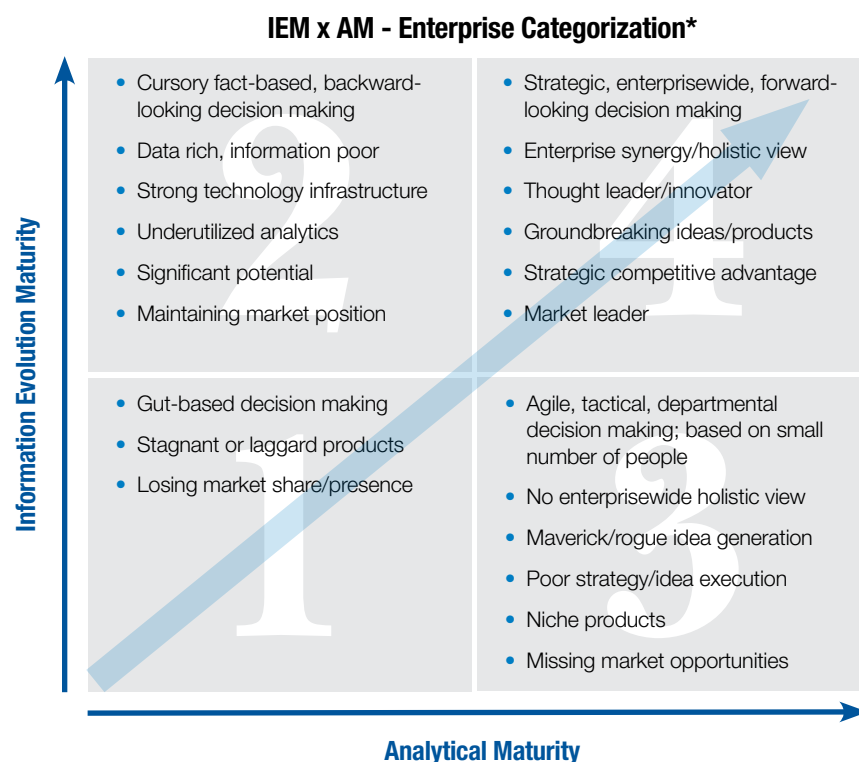 IEM x AM - Enterprise Categorization*
Information Evolution Maturity
2
• Cursory fact-based, backward-
looking decision making
• Data rich, information poor
• Strong technology infrastructure
• Underutilized analytics
• Significant potential
• Maintaining market position
4
• Strategic, enterprisewide, forward-
looking decision making
• Enterprise synergy/holistic view
• Thought leader/innovator
• Groundbreaking ideas/products
• Strategic competitive advantage
• Market leader
1
• Gut-based decision making
• Stagnant or laggard products
• Losing market share/presence
3
• Agile, tactical, departmental
decision making; based on small
number of people
• No enterprisewide holistic view
• Maverick/rogue idea generation
• Poor strategy/idea execution
• Niche products
• Missing market opportunities
Analytical Maturity